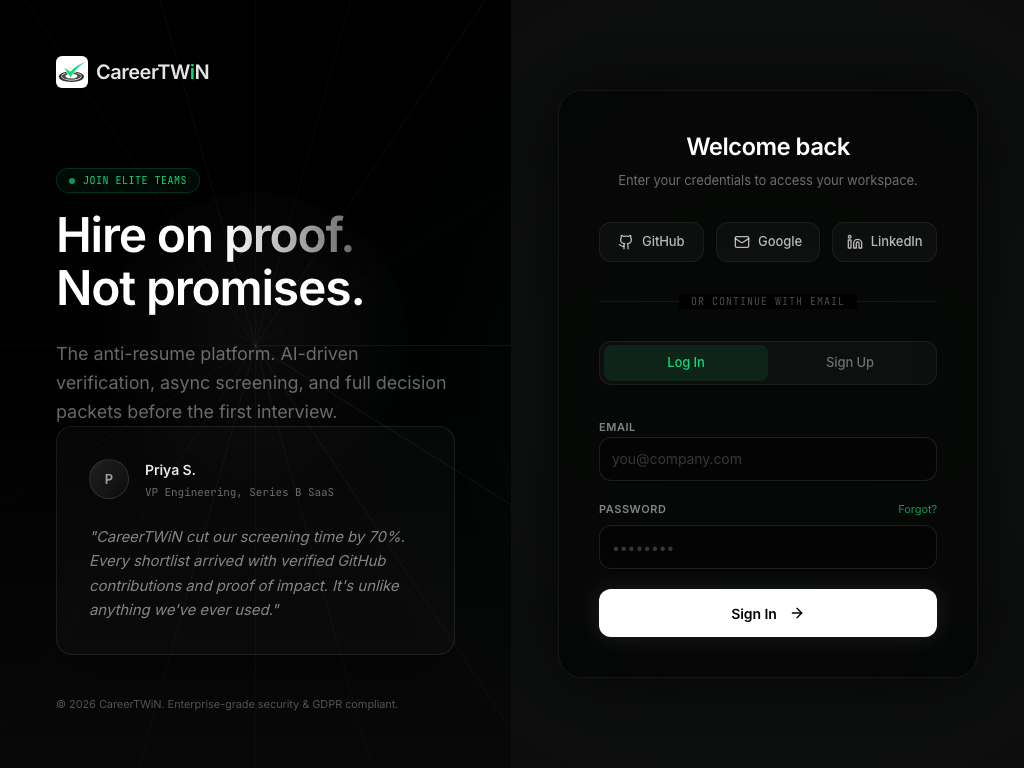 CareerTWiN
JOIN ELITE TEAMS
Hire on proof.
Not promises.
The anti-resume platform. AI-driven
verification, async screening, and full decision
packets before the first interview.
P
Priya S.
VP Engineering, Series B SaaS
"CareerTWiN cut our screening time by 70%.
Every shortlist arrived with verified GitHub
contributions and proof of impact. It's unlike
anything we've ever used."
© 2026 CareerTWiN. Enterprise-grade security & GDPR compliant.
Welcome back
Enter your credentials to access your workspace.
GitHub Google LinkedIn
OR CONTINUE WITH EMAIL
Log In Sign Up
EMAIL
you@company.com
PASSWORD Forgot?
••••••••
Sign In →